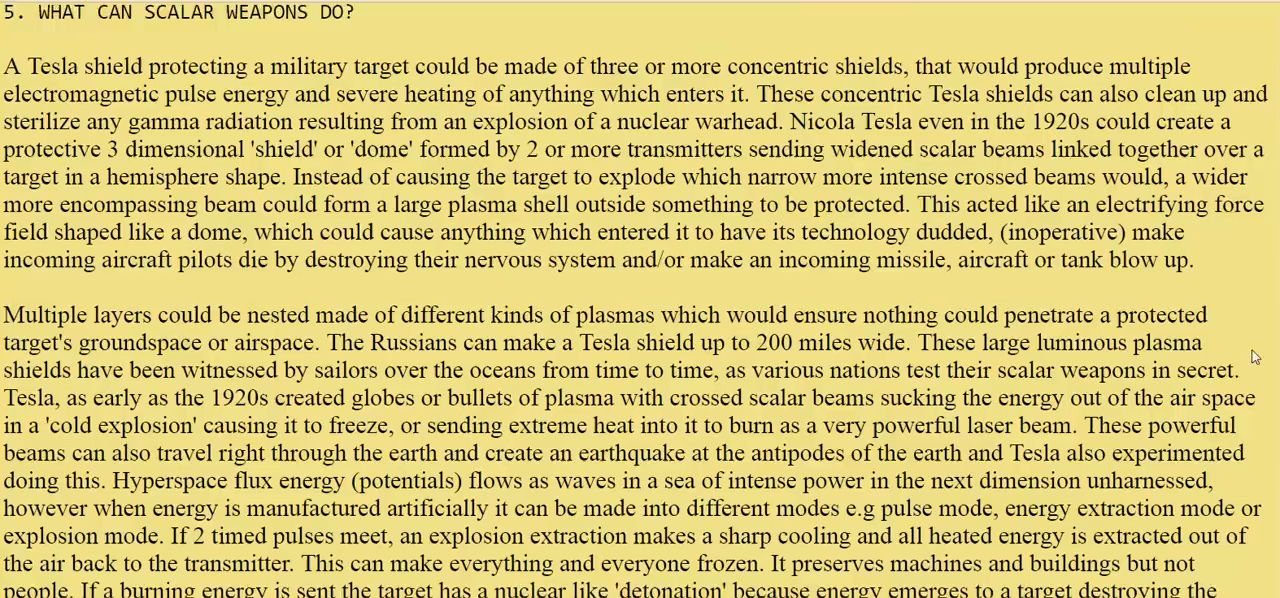 5. WHAT CAN SCALAR WEAPONS DO?
A Tesla shield protecting a military target could be made of three or more concentric shields, that would produce multiple
electromagnetic pulse energy and severe heating of anything which enters it. These concentric Tesla shields can also clean up and
sterilize any gamma radiation resulting from an explosion of a nuclear warhead. Nicola Tesla even in the 1920s could create a
protective 3 dimensional 'shield' or 'dome' formed by 2 or more transmitters sending widened scalar beams linked together over a
target in a hemisphere shape. Instead of causing the target to explode which narrow more intense crossed beams would, a wider
more encompassing beam could form a large plasma shell outside something to be protected. This acted like an electrifying force
field shaped like a dome, which could cause anything which entered it to have its technology dudded, (inoperative) make
incoming aircraft pilots die by destroying their nervous system and/or make an incoming missile, aircraft or tank blow up.
Multiple layers could be nested made of different kinds of plasmas which would ensure nothing could penetrate a protected
target's groundspace or airspace. The Russians can make a Tesla shield up to 200 miles wide. These large luminous plasma
shields have been witnessed by sailors over the oceans from time to time, as various nations test their scalar weapons in secret.
Tesla, as early as the 1920s created globes or bullets of plasma with crossed scalar beams sucking the energy out of the air space
in a 'cold explosion' causing it to freeze, or sending extreme heat into it to burn as a very powerful laser beam. These powerful
beams can also travel right through the earth and create an earthquake at the antipodes of the earth and Tesla also experimented
doing this. Hyperspace flux energy (potentials) flows as waves in a sea of intense power in the next dimension unharnessed,
however when energy is manufactured artificially it can be made into different modes e.g pulse mode, energy extraction mode or
explosion mode. If 2 timed pulses meet, an explosion extraction makes a sharp cooling and all heated energy is extracted out of
the air back to the transmitter. This can make everything and everyone frozen. It preserves machines and buildings but not
people. If a burning energy is sent the target has a nuclear like 'detonation' because energy emerges to a target destroying the